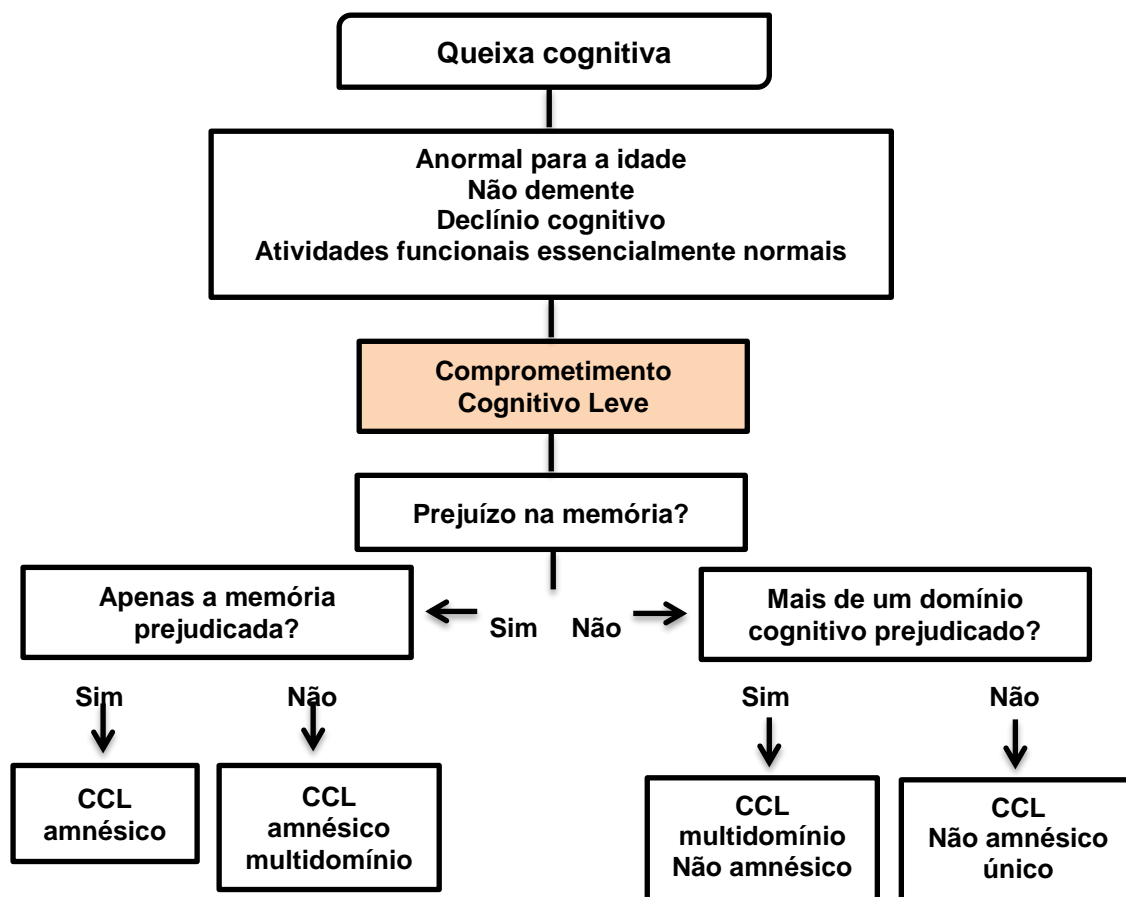 Queixa cognitiva
Anormal para a idade
Não demente
Declínio cognitivo
Atividades funcionais essencialmente normais
Comprometimento
Cognitivo Leve
Prejuízo na memória?
Apenas a memória
prejudicada?
Sim Não
Mais de um domínio
cognitivo prejudicado?
Sim
Não
Sim
Não
CCL
amnésico
CCL
amnésico
multidomínio
CCL
multidomínio
Não amnésico
CCL
Não amnésico
único